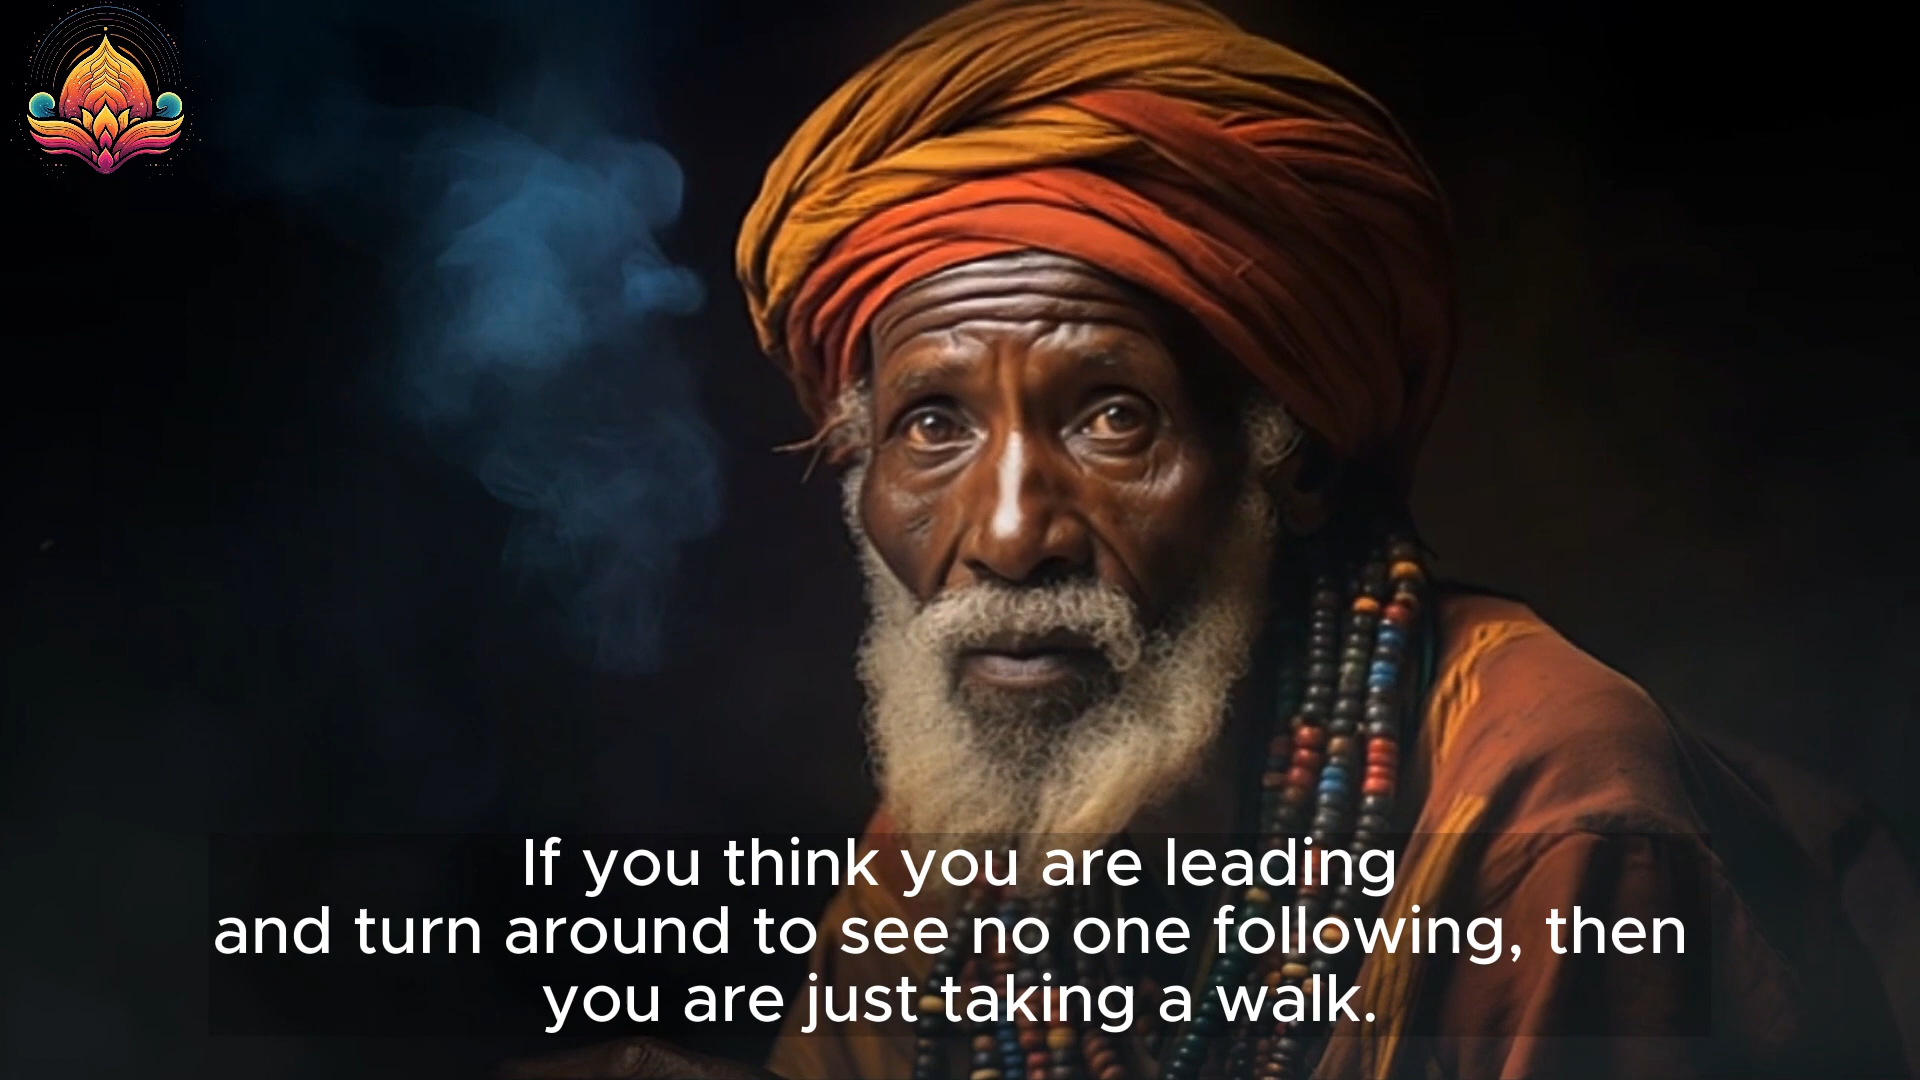 If you think you are leading
and turn around to see no one following, then
you are just taking a walk.